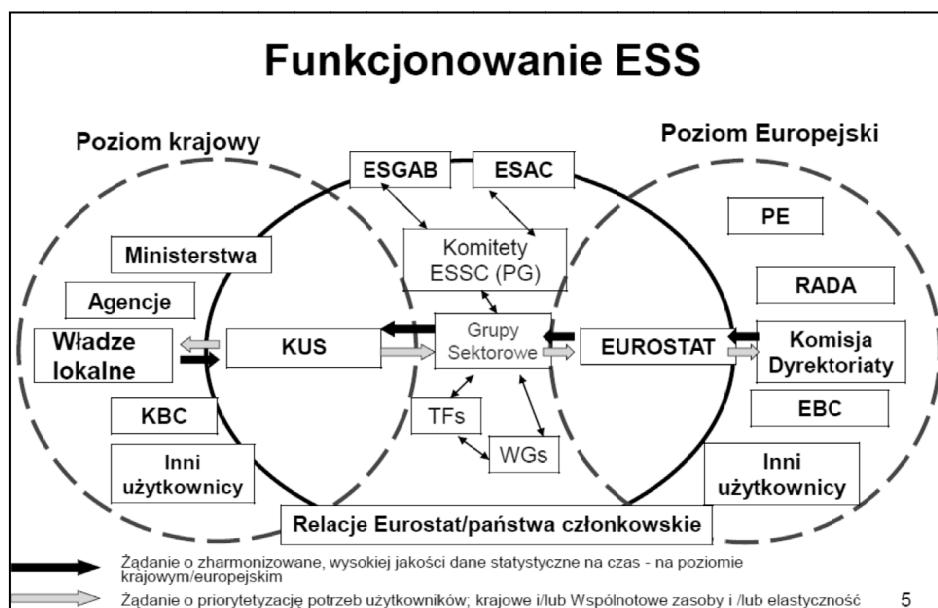 Funkcjonowanie ESS
Poziom krajowy
Poziom Europejski
ESGAB
ESAC
PE
Ministerstwa
Komitety
ESSC (PG)
Agencje
RADA
Władze
lokalne
KUS
Grupy
Sektorowe
EUROSTAT
Komisja
Dyrektoriaty
KBC
TFs
EBC
WGs
Inni
użytkownicy
Inni
użytkownicy
Relacje Eurostat/państwa członkowskie
Żądanie o zharmonizowane, wysokiej jakości dane statystyczne na czas - na poziomie
krajowym/europejskim
Żądanie o priorytetyzację potrzeb użytkowników; krajowe i/lub Wspólnotowe zasoby i /lub elastyczność
5